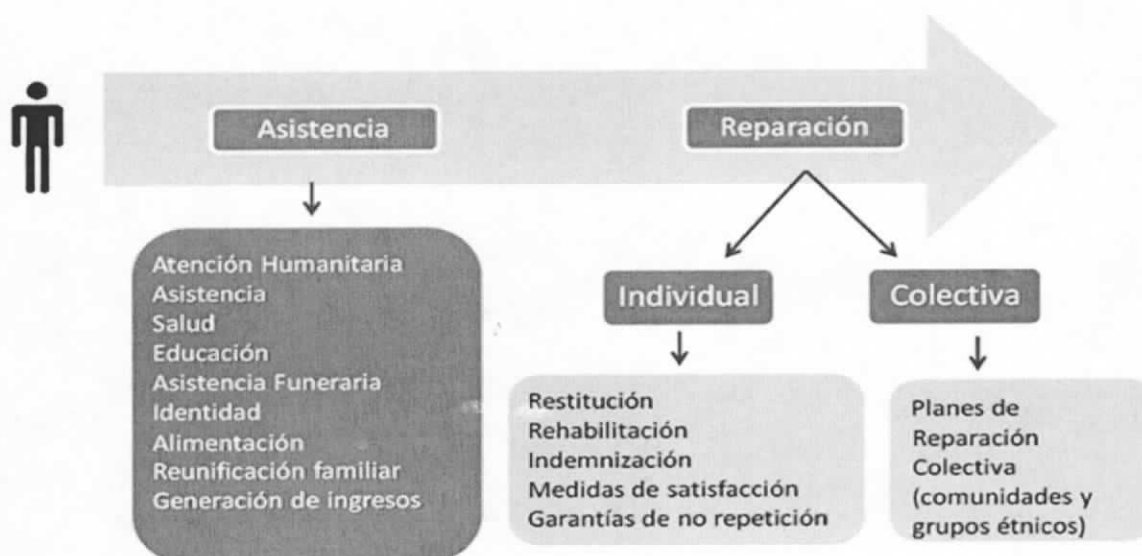 Asistencia
Reparación
Atención Humanitaria
Asistencia
Salud
Educación
Asistencia Funeraria
Identidad
Alimentación
Reunificación familiar
Generación de ingresos
Individual
Colectiva
Restitución
Rehabilitación
Indemnización
Medidas de satisfacción
Garantías de no repetición
Planes de
Reparación
Colectiva
(comunidades y
grupos étnicos)